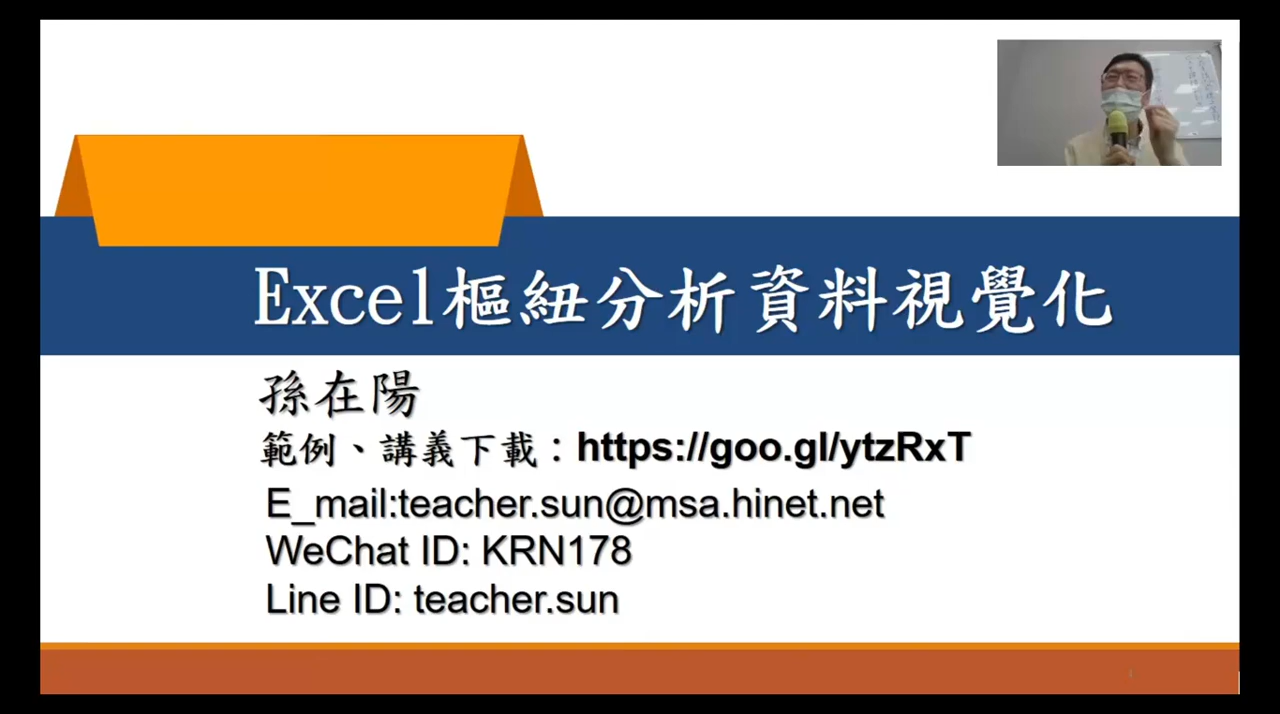 Excel樞紐分析資料視覺化
孫在陽
範例、講義下載：https://goo.gl/ytzRxT
E_mail:teacher.sun@msa.hinet.net
WeChat ID: KRN178
Line ID: teacher.sun